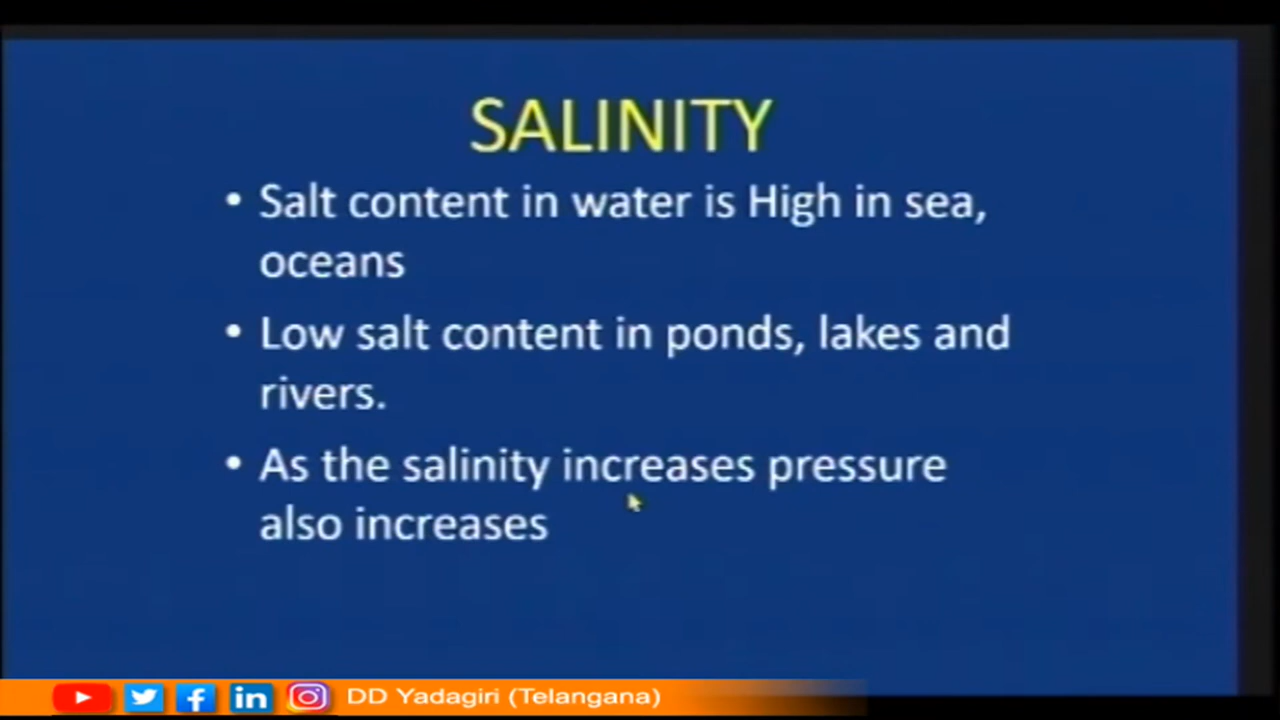 SALINITY
• Salt content in water is High in sea,
oceans
• Low salt content in ponds, lakes and
rivers.
• As the salinity increases pressure
also increases
in
DD Yadagiri (Telangana)